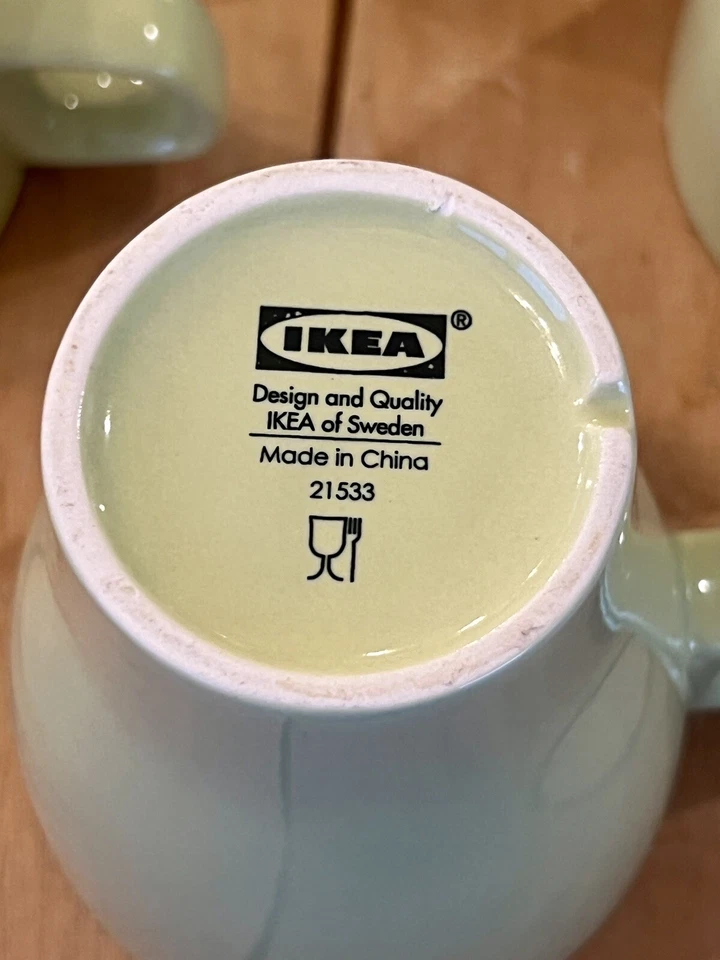 IKEA®
Design and Quality
IKEA of Sweden
Made in China
21533